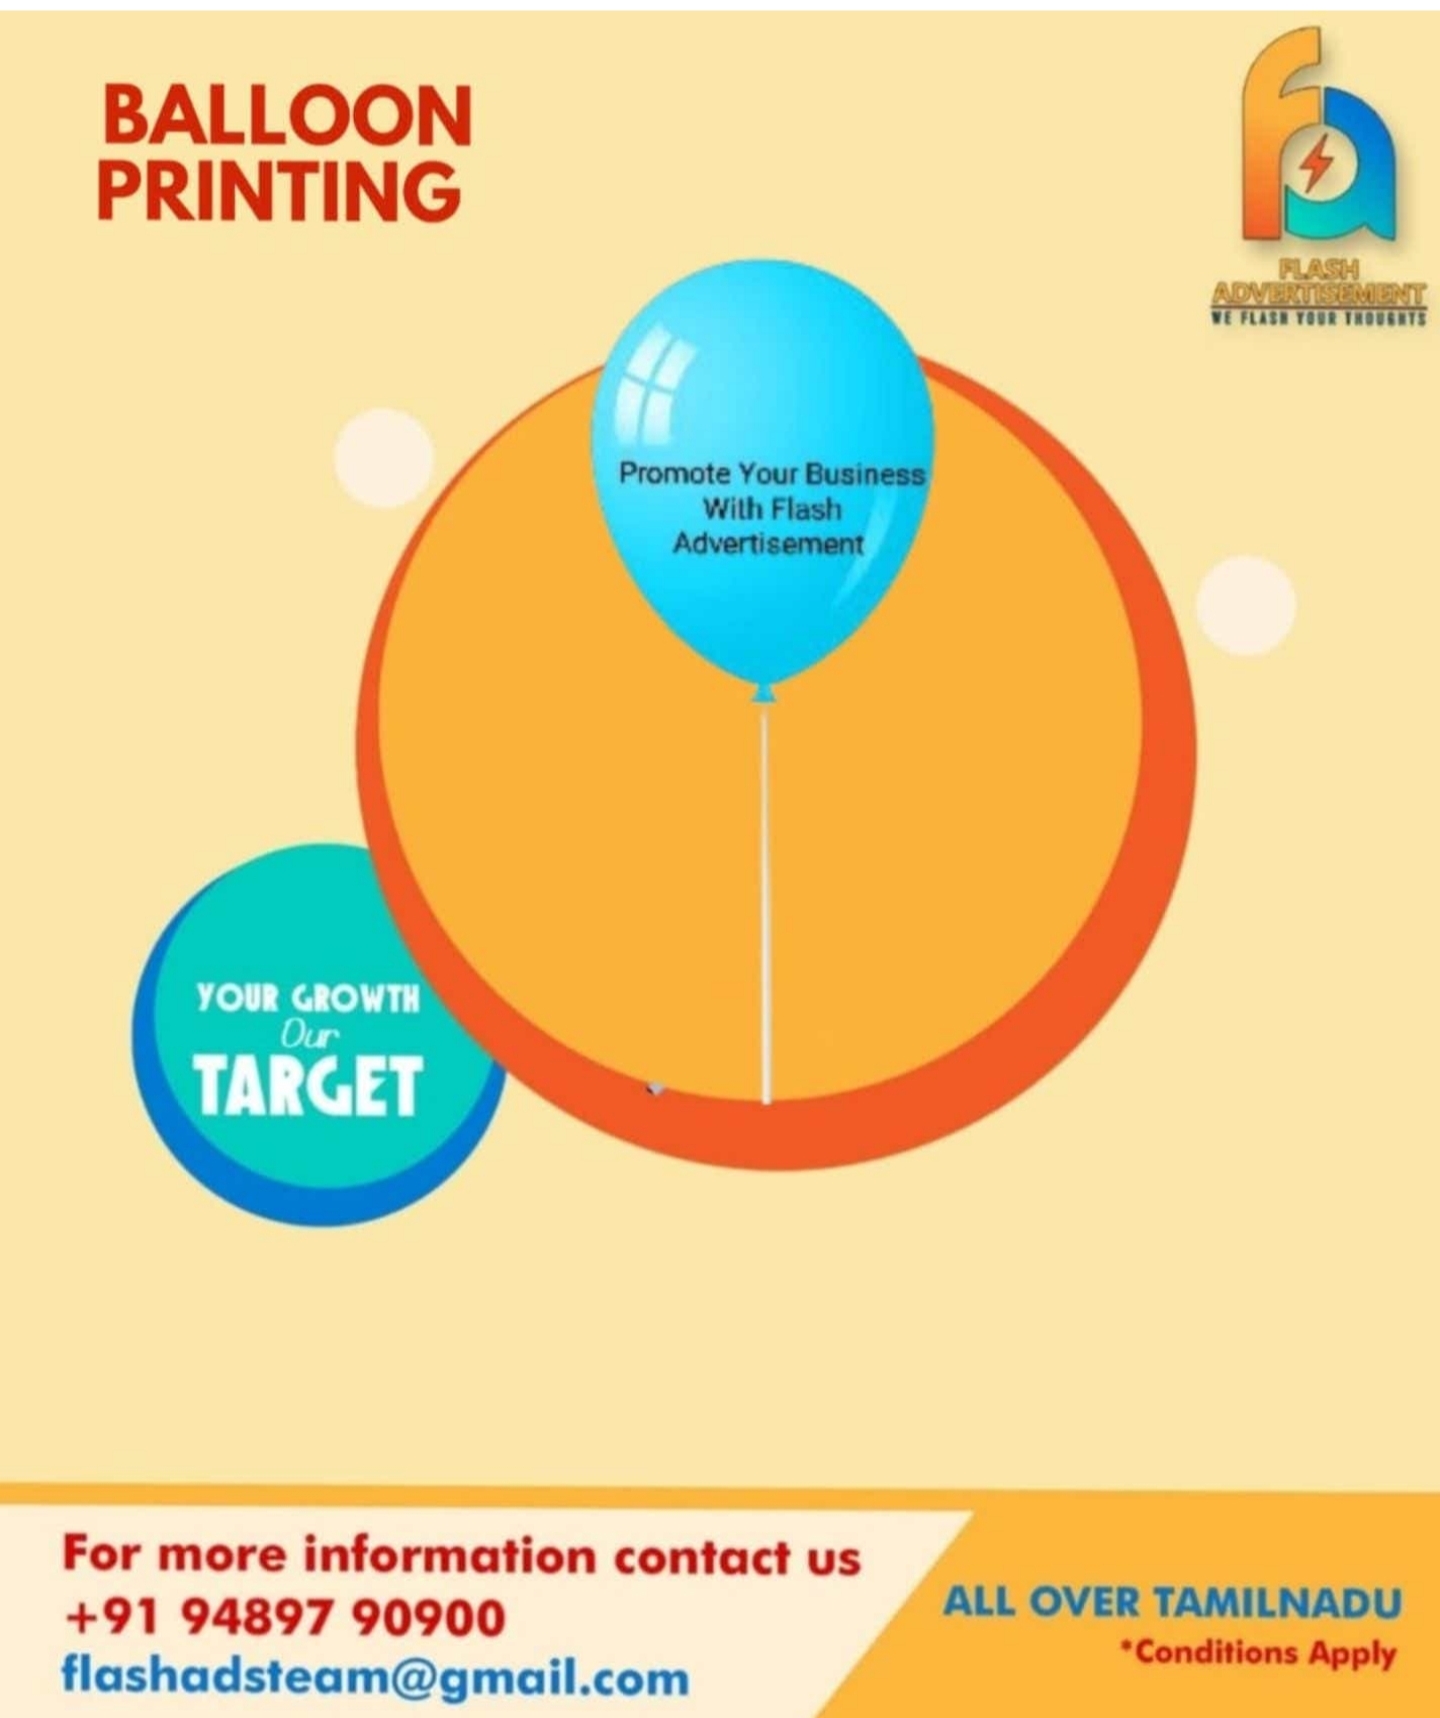 BALLOON
PRINTING
fa
FLASH
ADVERTISEMENT
WE FLASH YOUR THOUGHTS
Promote Your Business
With Flash
Advertisement
YOUR GROWTH
Our
TARGET
For more information contact us
+91 94897 90900
flashadsteam@gmail.com
ALL OVER TAMILNADU
*Conditions Apply